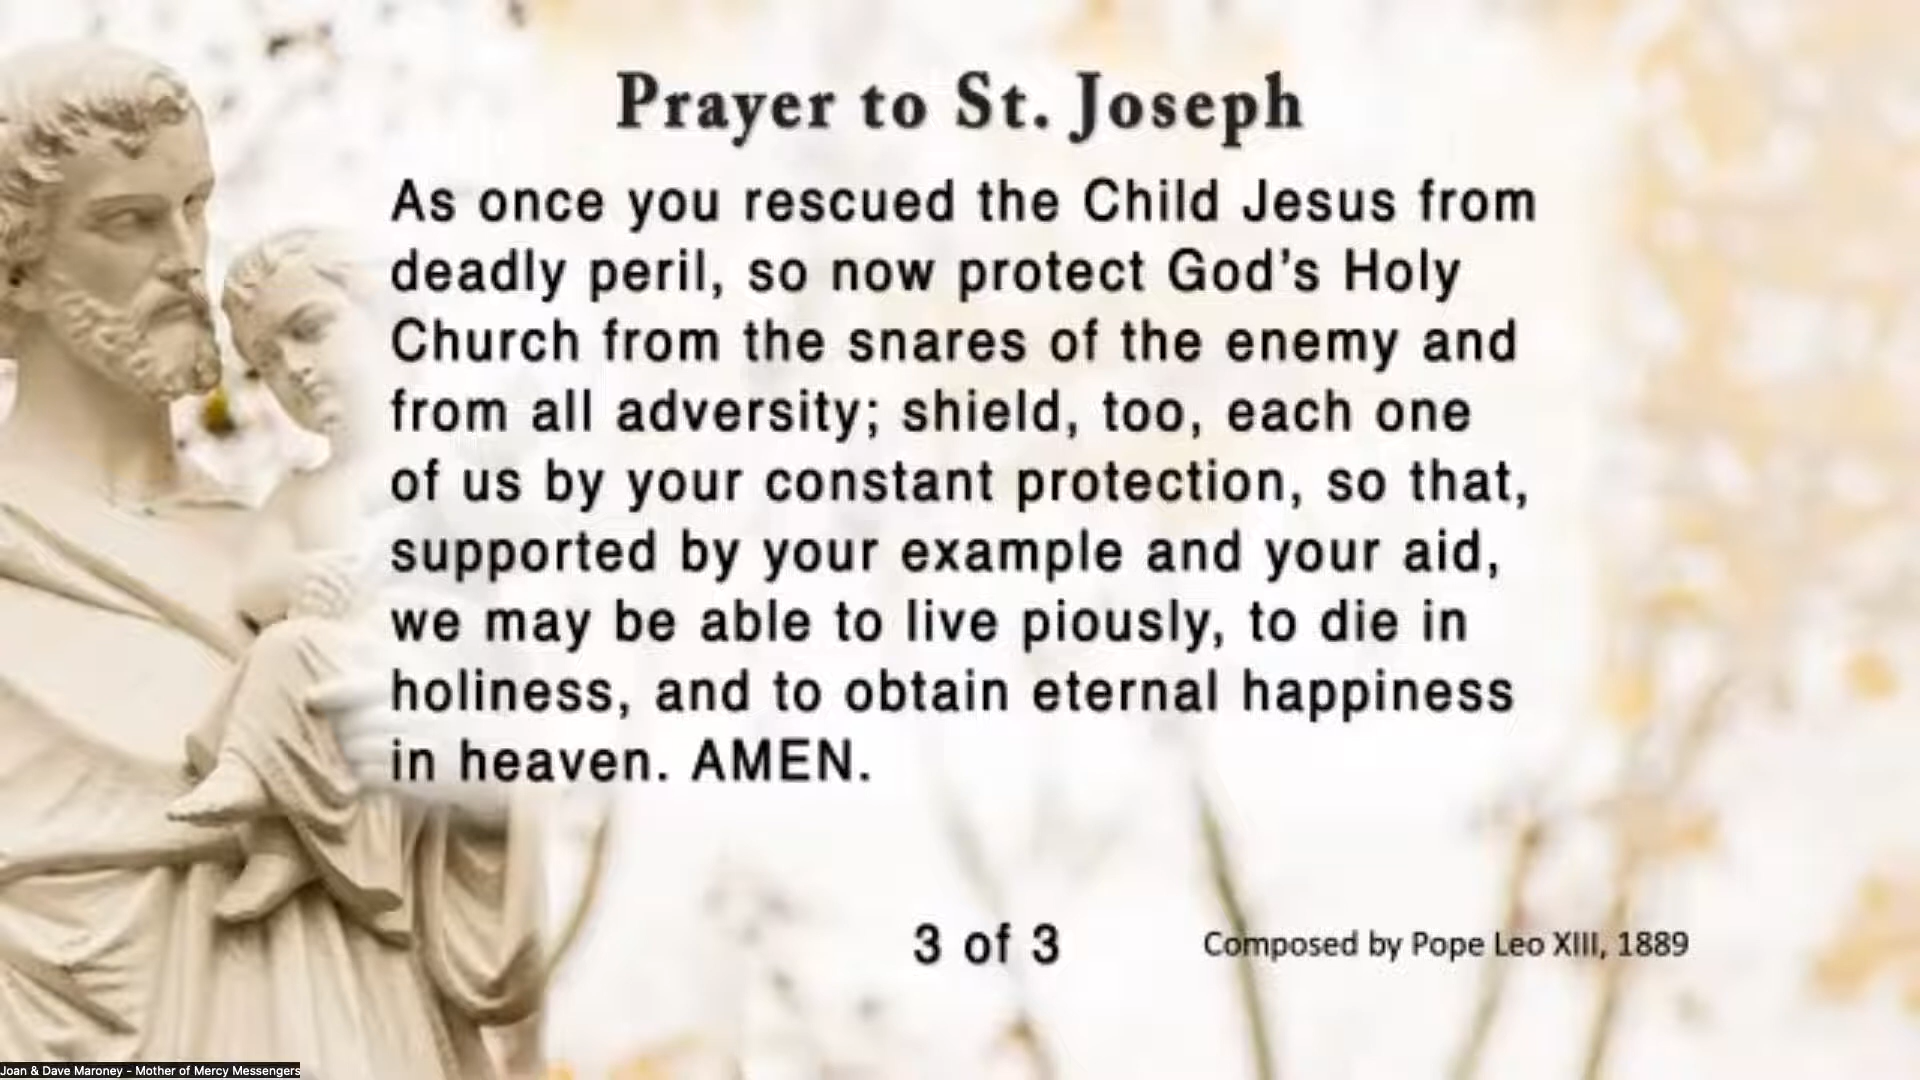 Prayer to St. Joseph
As once you rescued the Child Jesus from
deadly peril, so now protect God’s Holy
Church from the snares of the enemy and
from all adversity; shield, too, each one
of us by your constant protection, so that,
supported by your example and your aid,
we may be able to live piously, to die in
holiness, and to obtain eternal happiness
in heaven. AMEN.
3 of 3
Composed by Pope Leo XIII, 1889
Joan & Dave Maroney - Mother of Mercy Messengers